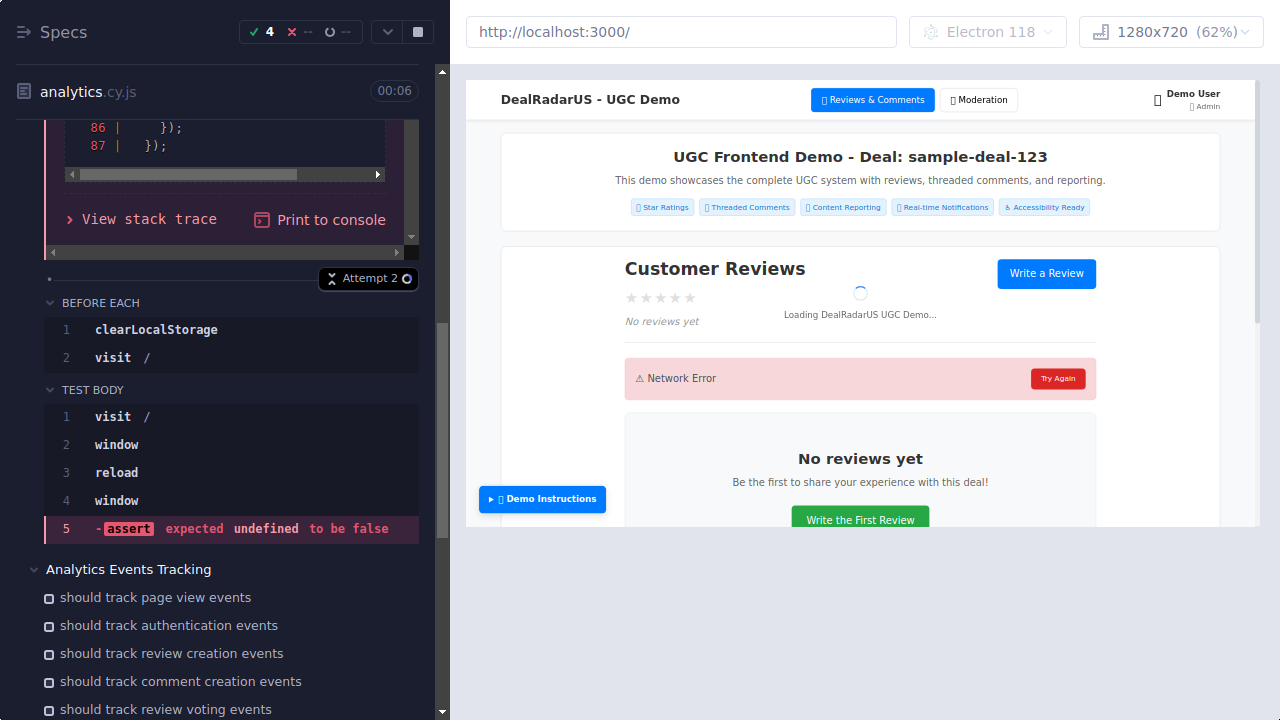 Specs
4 -- --
analytics.cy.js 00:06
86 | });
87 | });
View stack trace Print to console
Attempt 2
BEFORE EACH
1 clearLocalStorage
2 visit /
TEST BODY
1 visit /
2 window
3 reload
4 window
5 -assert expected undefined to be false
Analytics Events Tracking
should track page view events
should track authentication events
should track review creation events
should track comment creation events
should track review voting events
http://localhost:3000/
Electron 118
1280x720 (62%)
DealRadarUS - UGC Demo
Reviews & Comments
Moderation
Demo User
Admin
UGC Frontend Demo - Deal: sample-deal-123
This demo showcases the complete UGC system with reviews, threaded comments, and reporting.
Star Ratings
Threaded Comments
Content Reporting
Real-time Notifications
♿ Accessibility Ready
Customer Reviews
Write a Review
★★★★★
No reviews yet
Loading DealRadarUS UGC Demo...
⚠ Network Error
Try Again
No reviews yet
Be the first to share your experience with this deal!
Write the First Review
▸ Demo Instructions